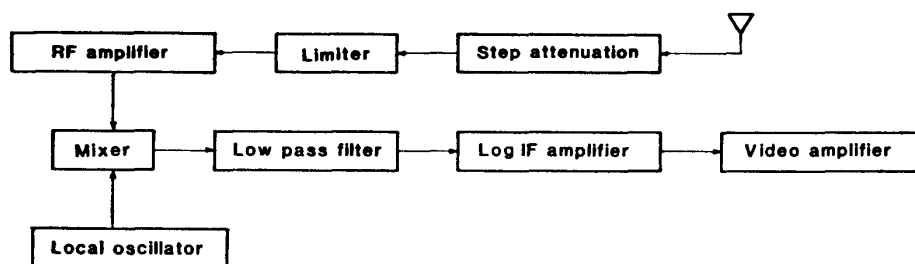 RF amplifier
Limiter
Step attenuation
Mixer
Low pass filter
Log IF amplifier
Video amplifier
Local oscillator